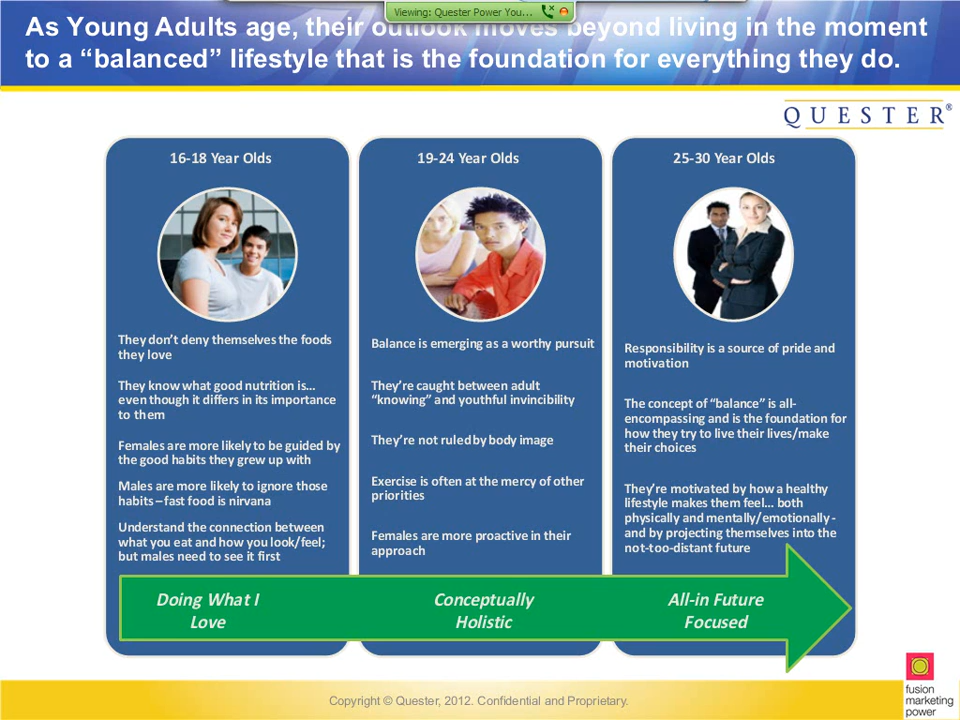 Viewing: Quester Power You...
As Young Adults age, their outlook moves beyond living in the moment
to a “balanced” lifestyle that is the foundation for everything they do.
QUESTER®
16-18 Year Olds
They don’t deny themselves the foods
they love
They know what good nutrition is…
even though it differs in its importance
to them
Females are more likely to be guided by
the good habits they grew up with
Males are more likely to ignore those
habits – fast food is nirvana
Understand the connection between
what you eat and how you look/feel;
but males need to see it first
19-24 Year Olds
Balance is emerging as a worthy pursuit
They’re caught between adult
“knowing” and youthful invincibility
They’re not ruled by body image
Exercise is often at the mercy of other
priorities
Females are more proactive in their
approach
25-30 Year Olds
Responsibility is a source of pride and
motivation
The concept of “balance” is all-
encompassing and is the foundation for
how they try to live their lives/make
their choices
They’re motivated by how a healthy
lifestyle makes them feel… both
physically and mentally/emotionally -
and by projecting themselves into the
not-too-distant future
Doing What I
Love
Conceptually
Holistic
All-in Future
Focused
Copyright © Quester, 2012. Confidential and Proprietary.
fusion
marketing
power